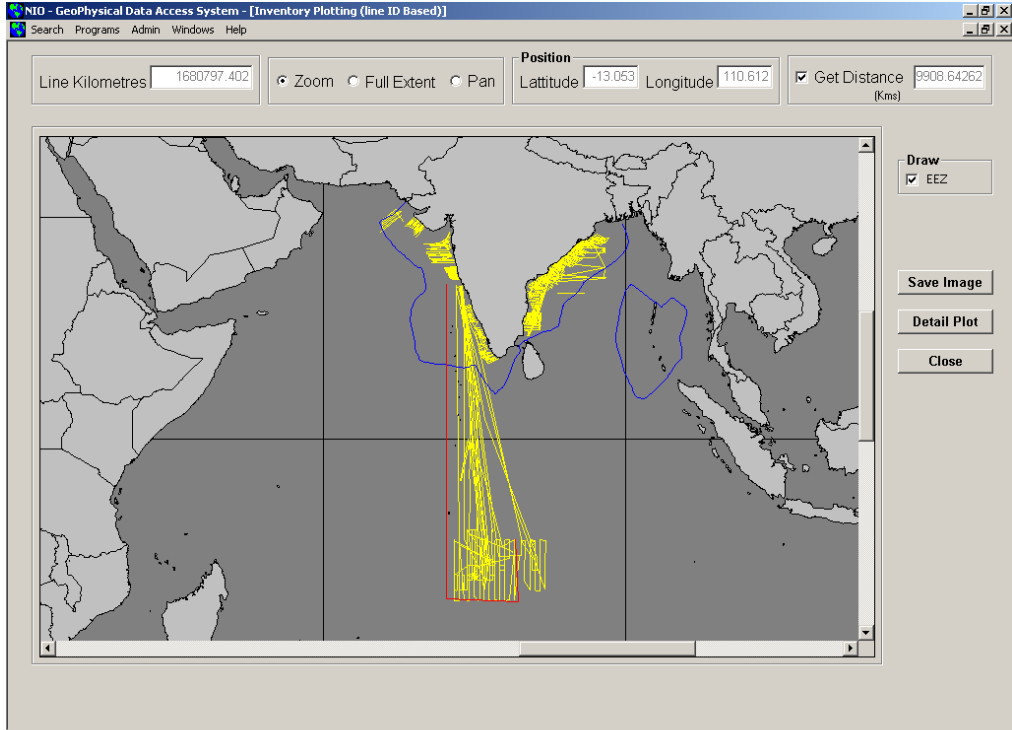 NIO - GeoPhysical Data Access System - [Inventory Plotting (line ID Based)]
Search Programs Admin Windows Help
Line Kilometres 1680797.402
Zoom Full Extent Pan
Position
Lattitude -13.053 Longitude 110.612
Get Distance 9908.64262
(Kms)
Draw
EEZ
Save Image
Detail Plot
Close